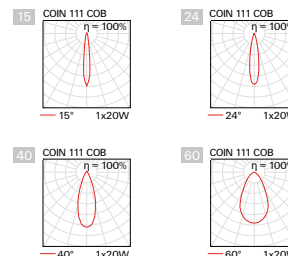 15 COIN 111 COB
η = 100%
15° 1x20W
24 COIN 111 COB
η = 100%
24° 1x20W
40 COIN 111 COB
η = 100%
40° 1x20W
60 COIN 111 COB
η = 100%
60° 1x20W